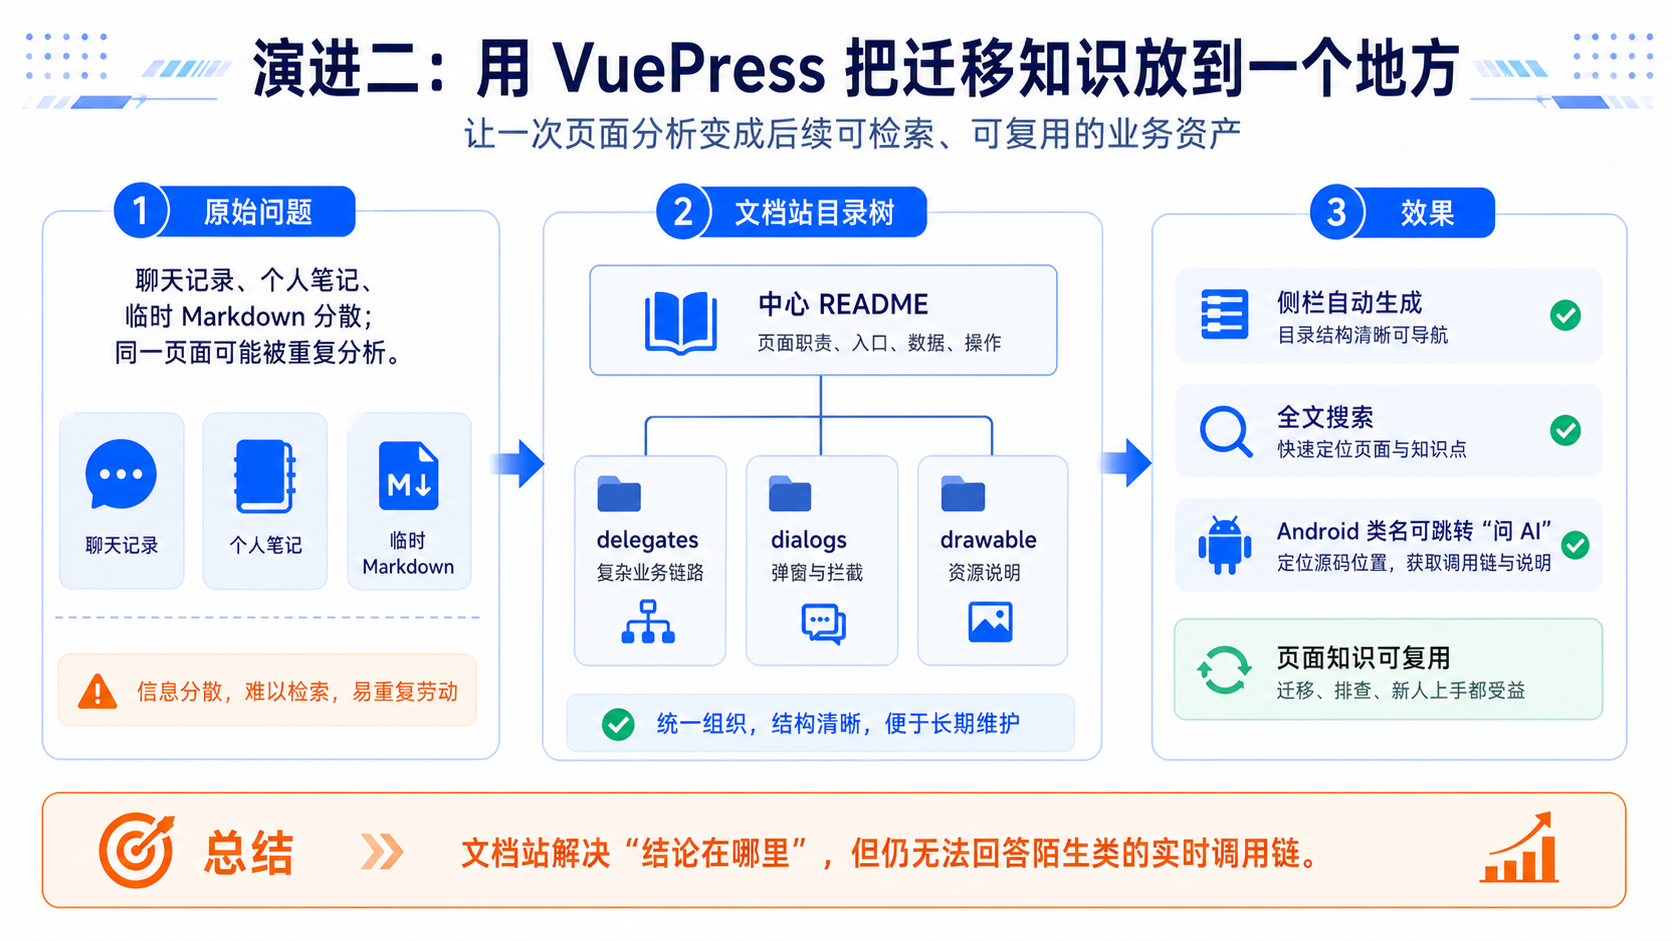 演进二：用 VuePress 把迁移知识放到一个地方
让一次页面分析变成后续可检索、可复用的业务资产
1 原始问题
聊天记录、个人笔记、
临时 Markdown 分散；
同一页面可能被重复分析。
聊天记录
个人笔记
M↓
临时
Markdown
信息分散，难以检索，易重复劳动
2 文档站目录树
中心 README
页面职责、入口、数据、操作
delegates
复杂业务链路
dialogs
弹窗与拦截
drawable
资源说明
统一组织，结构清晰，便于长期维护
3 效果
侧栏自动生成
目录结构清晰可导航
全文搜索
快速定位页面与知识点
Android 类名可跳转“问 AI”
定位源码位置，获取调用链与说明
页面知识可复用
迁移、排查、新人上手都受益
总结
文档站解决“结论在哪里”，但仍无法回答陌生类的实时调用链。